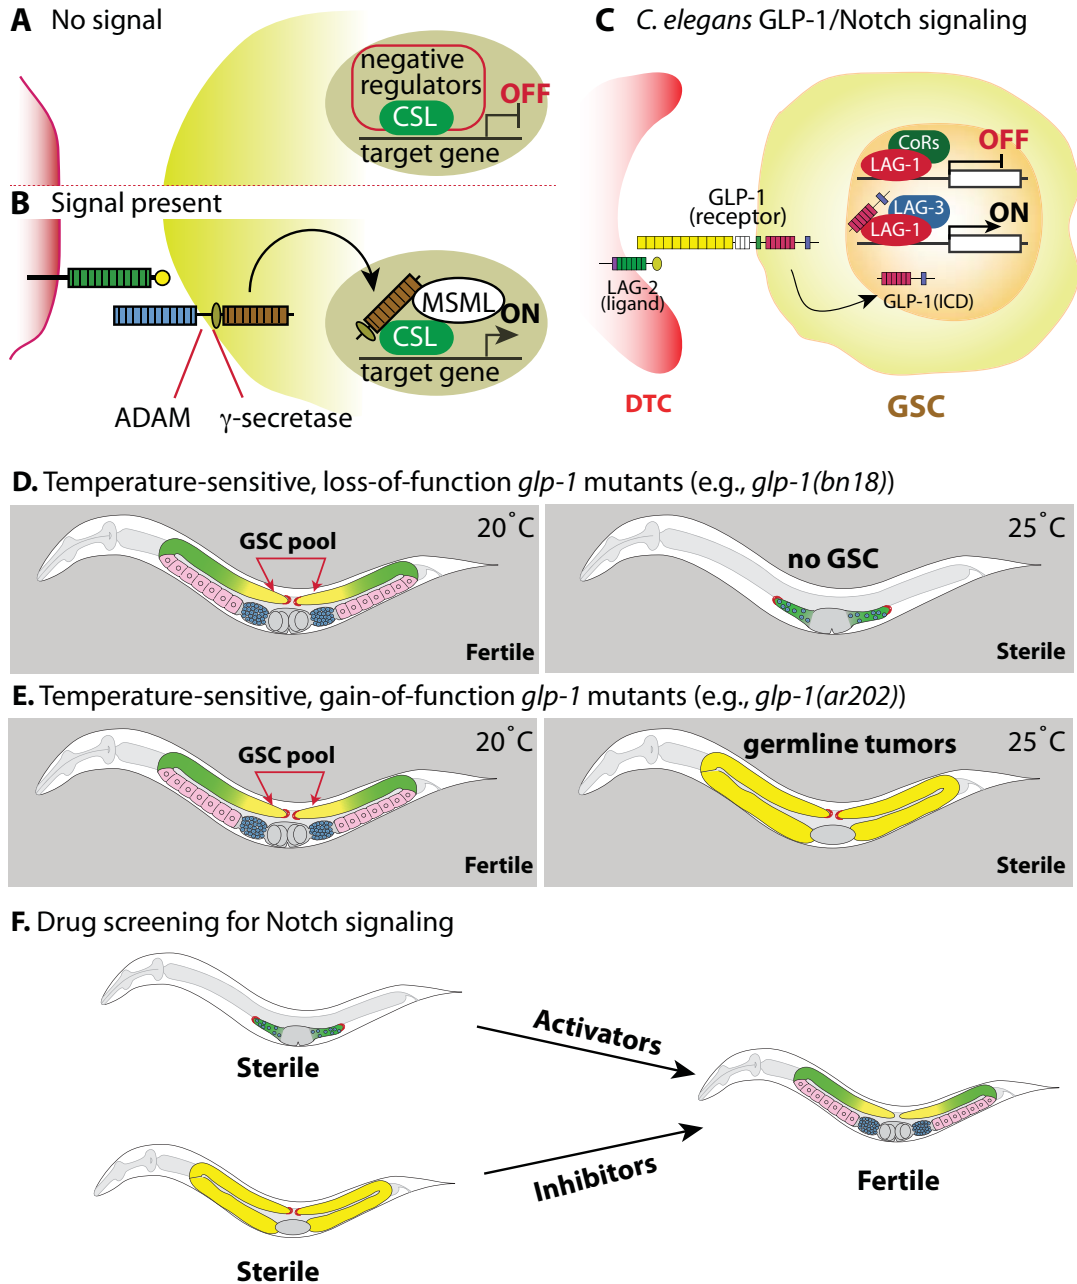 A No signal
negative
regulators
CSL
OFF
target gene
B Signal present
MSML
ON
CSL
target gene
ADAM γ-secretase
C C. elegans GLP-1/Notch signaling
CoRs
OFF
LAG-1
GLP-1
(receptor)
LAG-3
ON
LAG-1
LAG-2
(ligand)
GLP-1(ICD)
DTC
GSC
D. Temperature-sensitive, loss-of-function glp-1 mutants (e.g., glp-1(bn18))
20°C
GSC pool
Fertile
25°C
no GSC
Sterile
E. Temperature-sensitive, gain-of-function glp-1 mutants (e.g., glp-1(ar202))
20°C
GSC pool
Fertile
germline tumors 25°C
Sterile
F. Drug screening for Notch signaling
Sterile
Activators
Inhibitors
Fertile
Sterile